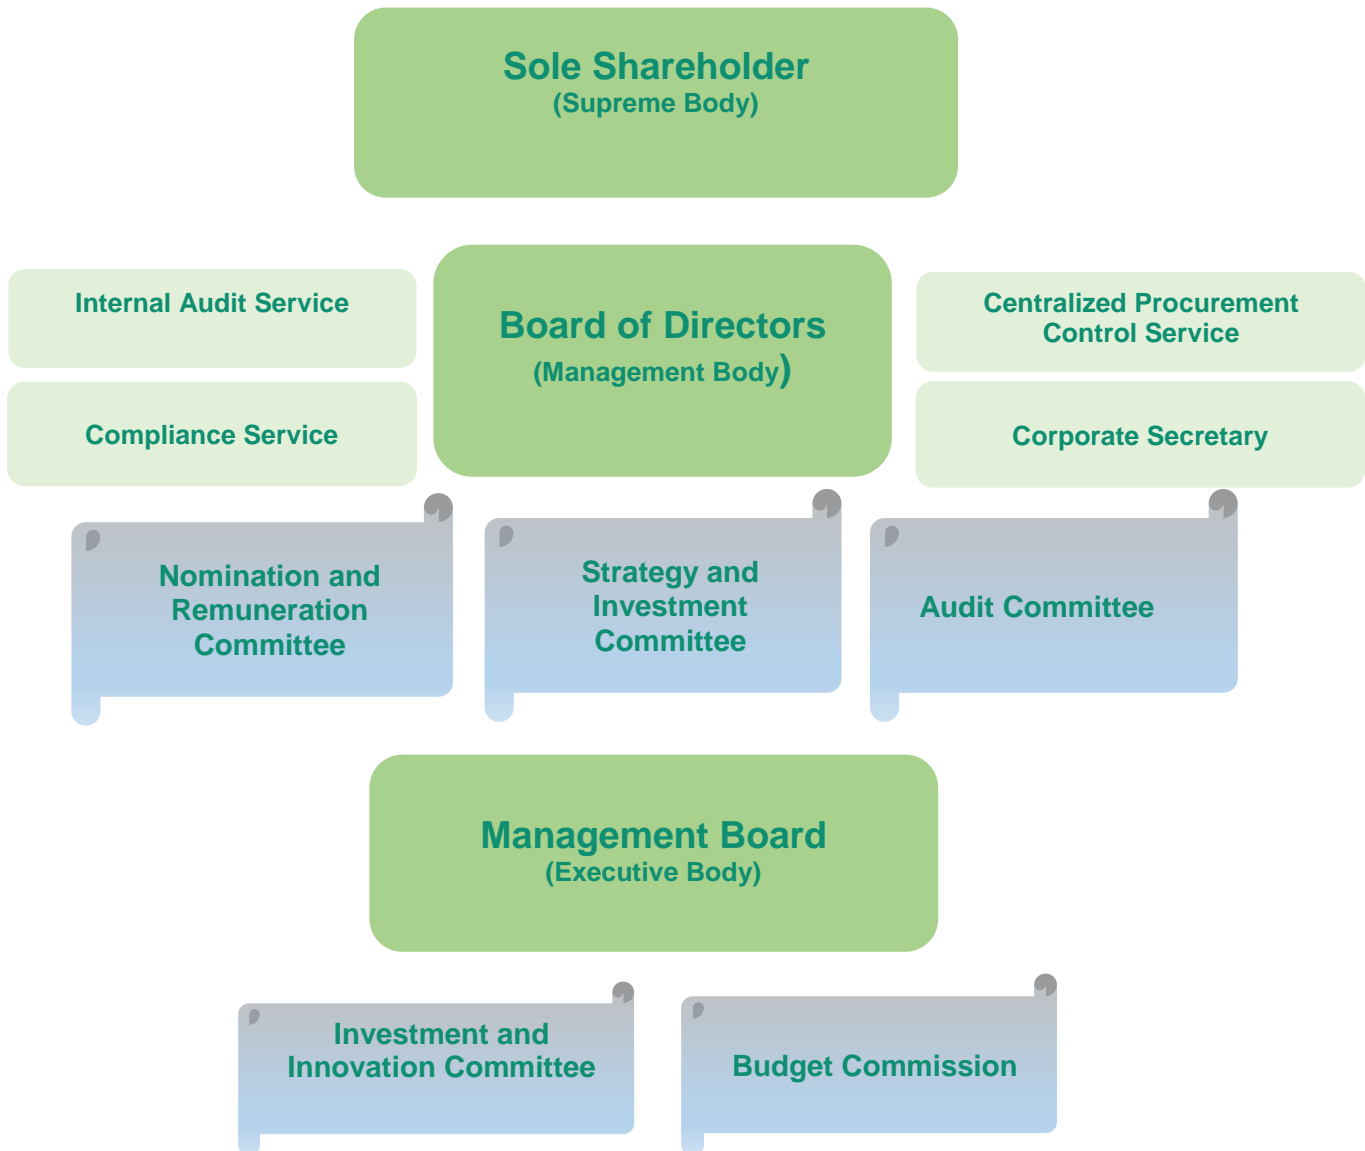 Sole Shareholder
(Supreme Body)
Internal Audit Service
Board of Directors
(Management Body)
Centralized Procurement
Control Service
Compliance Service
Corporate Secretary
Nomination and
Remuneration
Committee
Strategy and
Investment
Committee
Audit Committee
Management Board
(Executive Body)
Investment and
Innovation Committee
Budget Commission